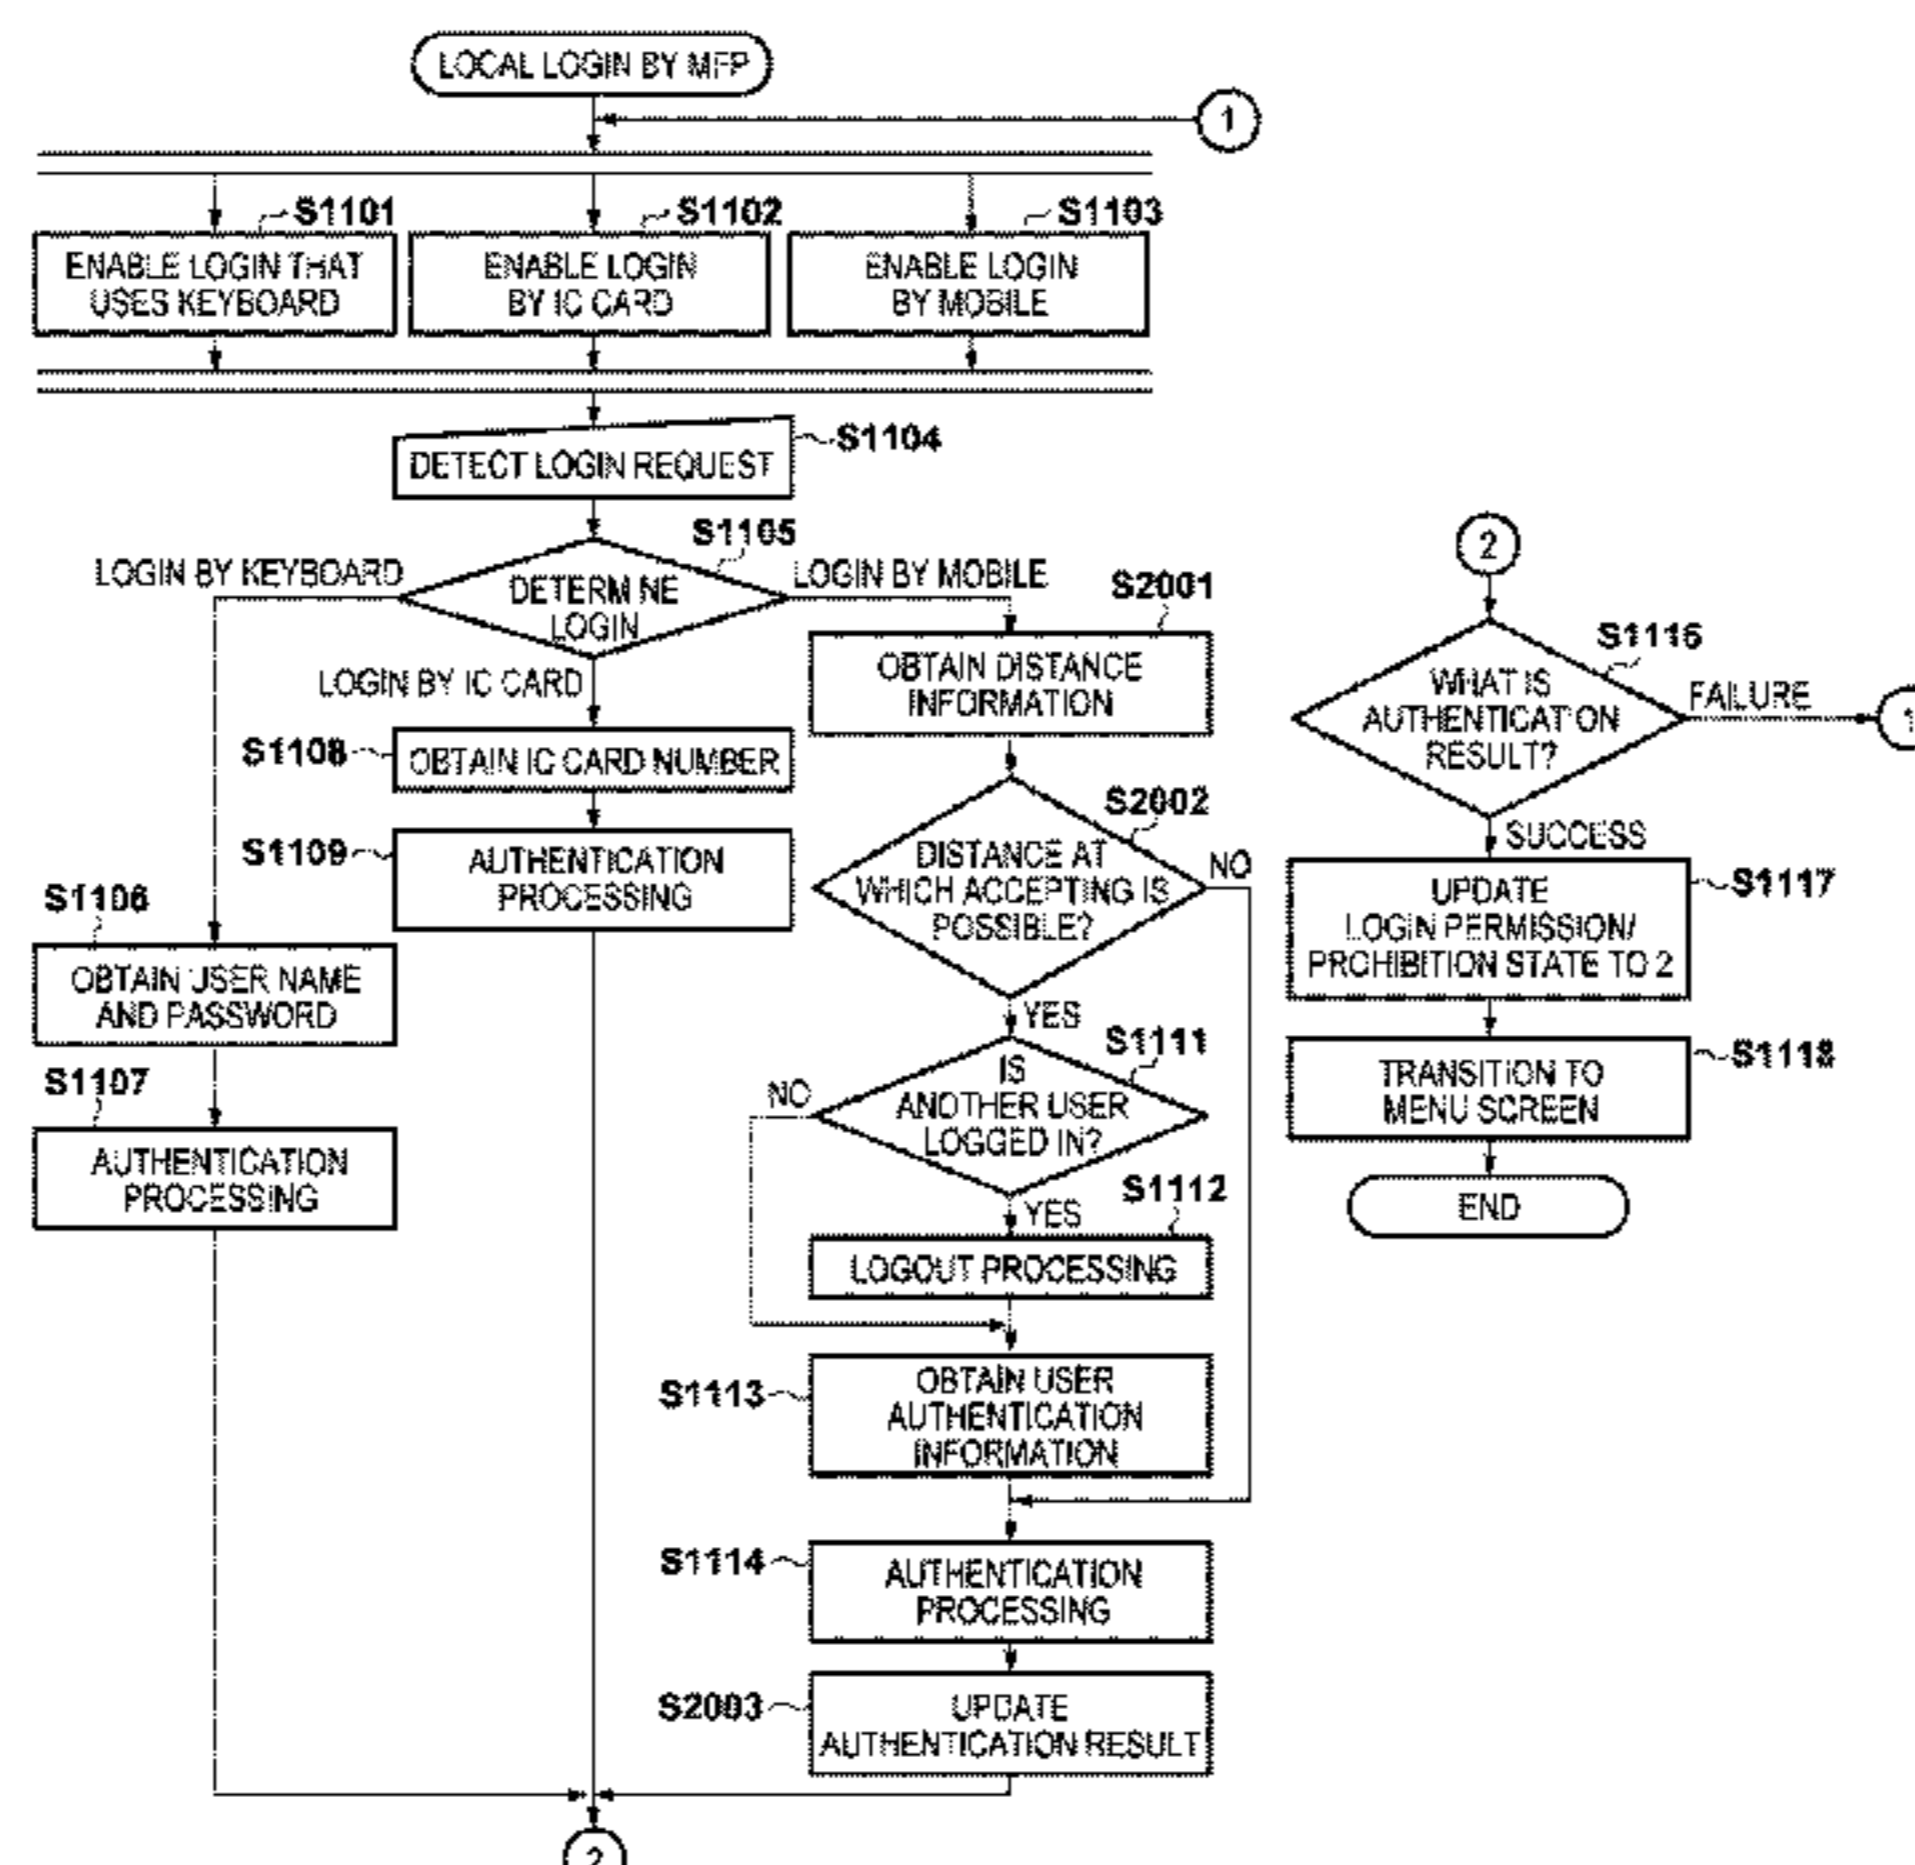 LOCAL LOGIN BY MFP
1
S1101
S1102
S1103
ENABLE LOGIN THAT
USES KEYBOARD
ENABLE LOGIN
BY IC CARD
ENABLE LOGIN
BY MOBILE
S1104
DETECT LOGIN REQUEST
S1105
LOGIN BY KEYBOARD
DETERMINE
LOGIN
LOGIN BY MOBILE
LOGIN BY IC CARD
S2001
OBTAIN DISTANCE
INFORMATION
S1108
OBTAIN IC CARD NUMBER
S1109
AUTHENTICATION
PROCESSING
S2002
DISTANCE AT
WHICH ACCEPTING IS
POSSIBLE?
NO
YES
S1106
OBTAIN USER NAME
AND PASSWORD
S1107
AUTHENTICATION
PROCESSING
S1111
IS
ANOTHER USER
LOGGED IN?
NO
YES
S1112
LOGOUT PROCESSING
S1113
OBTAIN USER
AUTHENTICATION
INFORMATION
S1114
AUTHENTICATION
PROCESSING
S2003
UPDATE
AUTHENTICATION RESULT
2
2
S1116
WHAT IS
AUTHENTICATION
RESULT?
FAILURE
1
SUCCESS
S1117
UPDATE
LOGIN PERMISSION/
PROHIBITION STATE TO 2
S1118
TRANSITION TO
MENU SCREEN
END